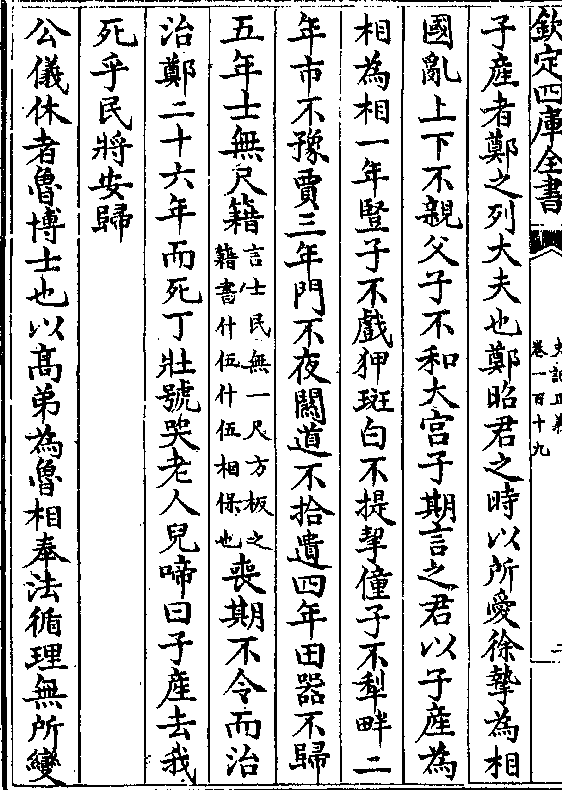 欽定四庫全書
史記正義
卷一百十九
二
子產者鄭之列大夫也鄭昭君之時以所愛徐摯為相
國亂上下不親父子不和大宮子期言之君以子產為
相為相一年豎子不戲狎斑白不提挈僮子不犁畔二
年市不豫賈三年門不夜關道不拾遺四年田器不歸
五年士無尺籍言士民無一尺方板之籍書什伍什伍相保也喪期不令而治
治鄭二十六年而死丁壯號哭老人兒啼曰子產去我
死乎民將安歸
公儀休者魯博士也以髙弟為魯相奉法循理無所變